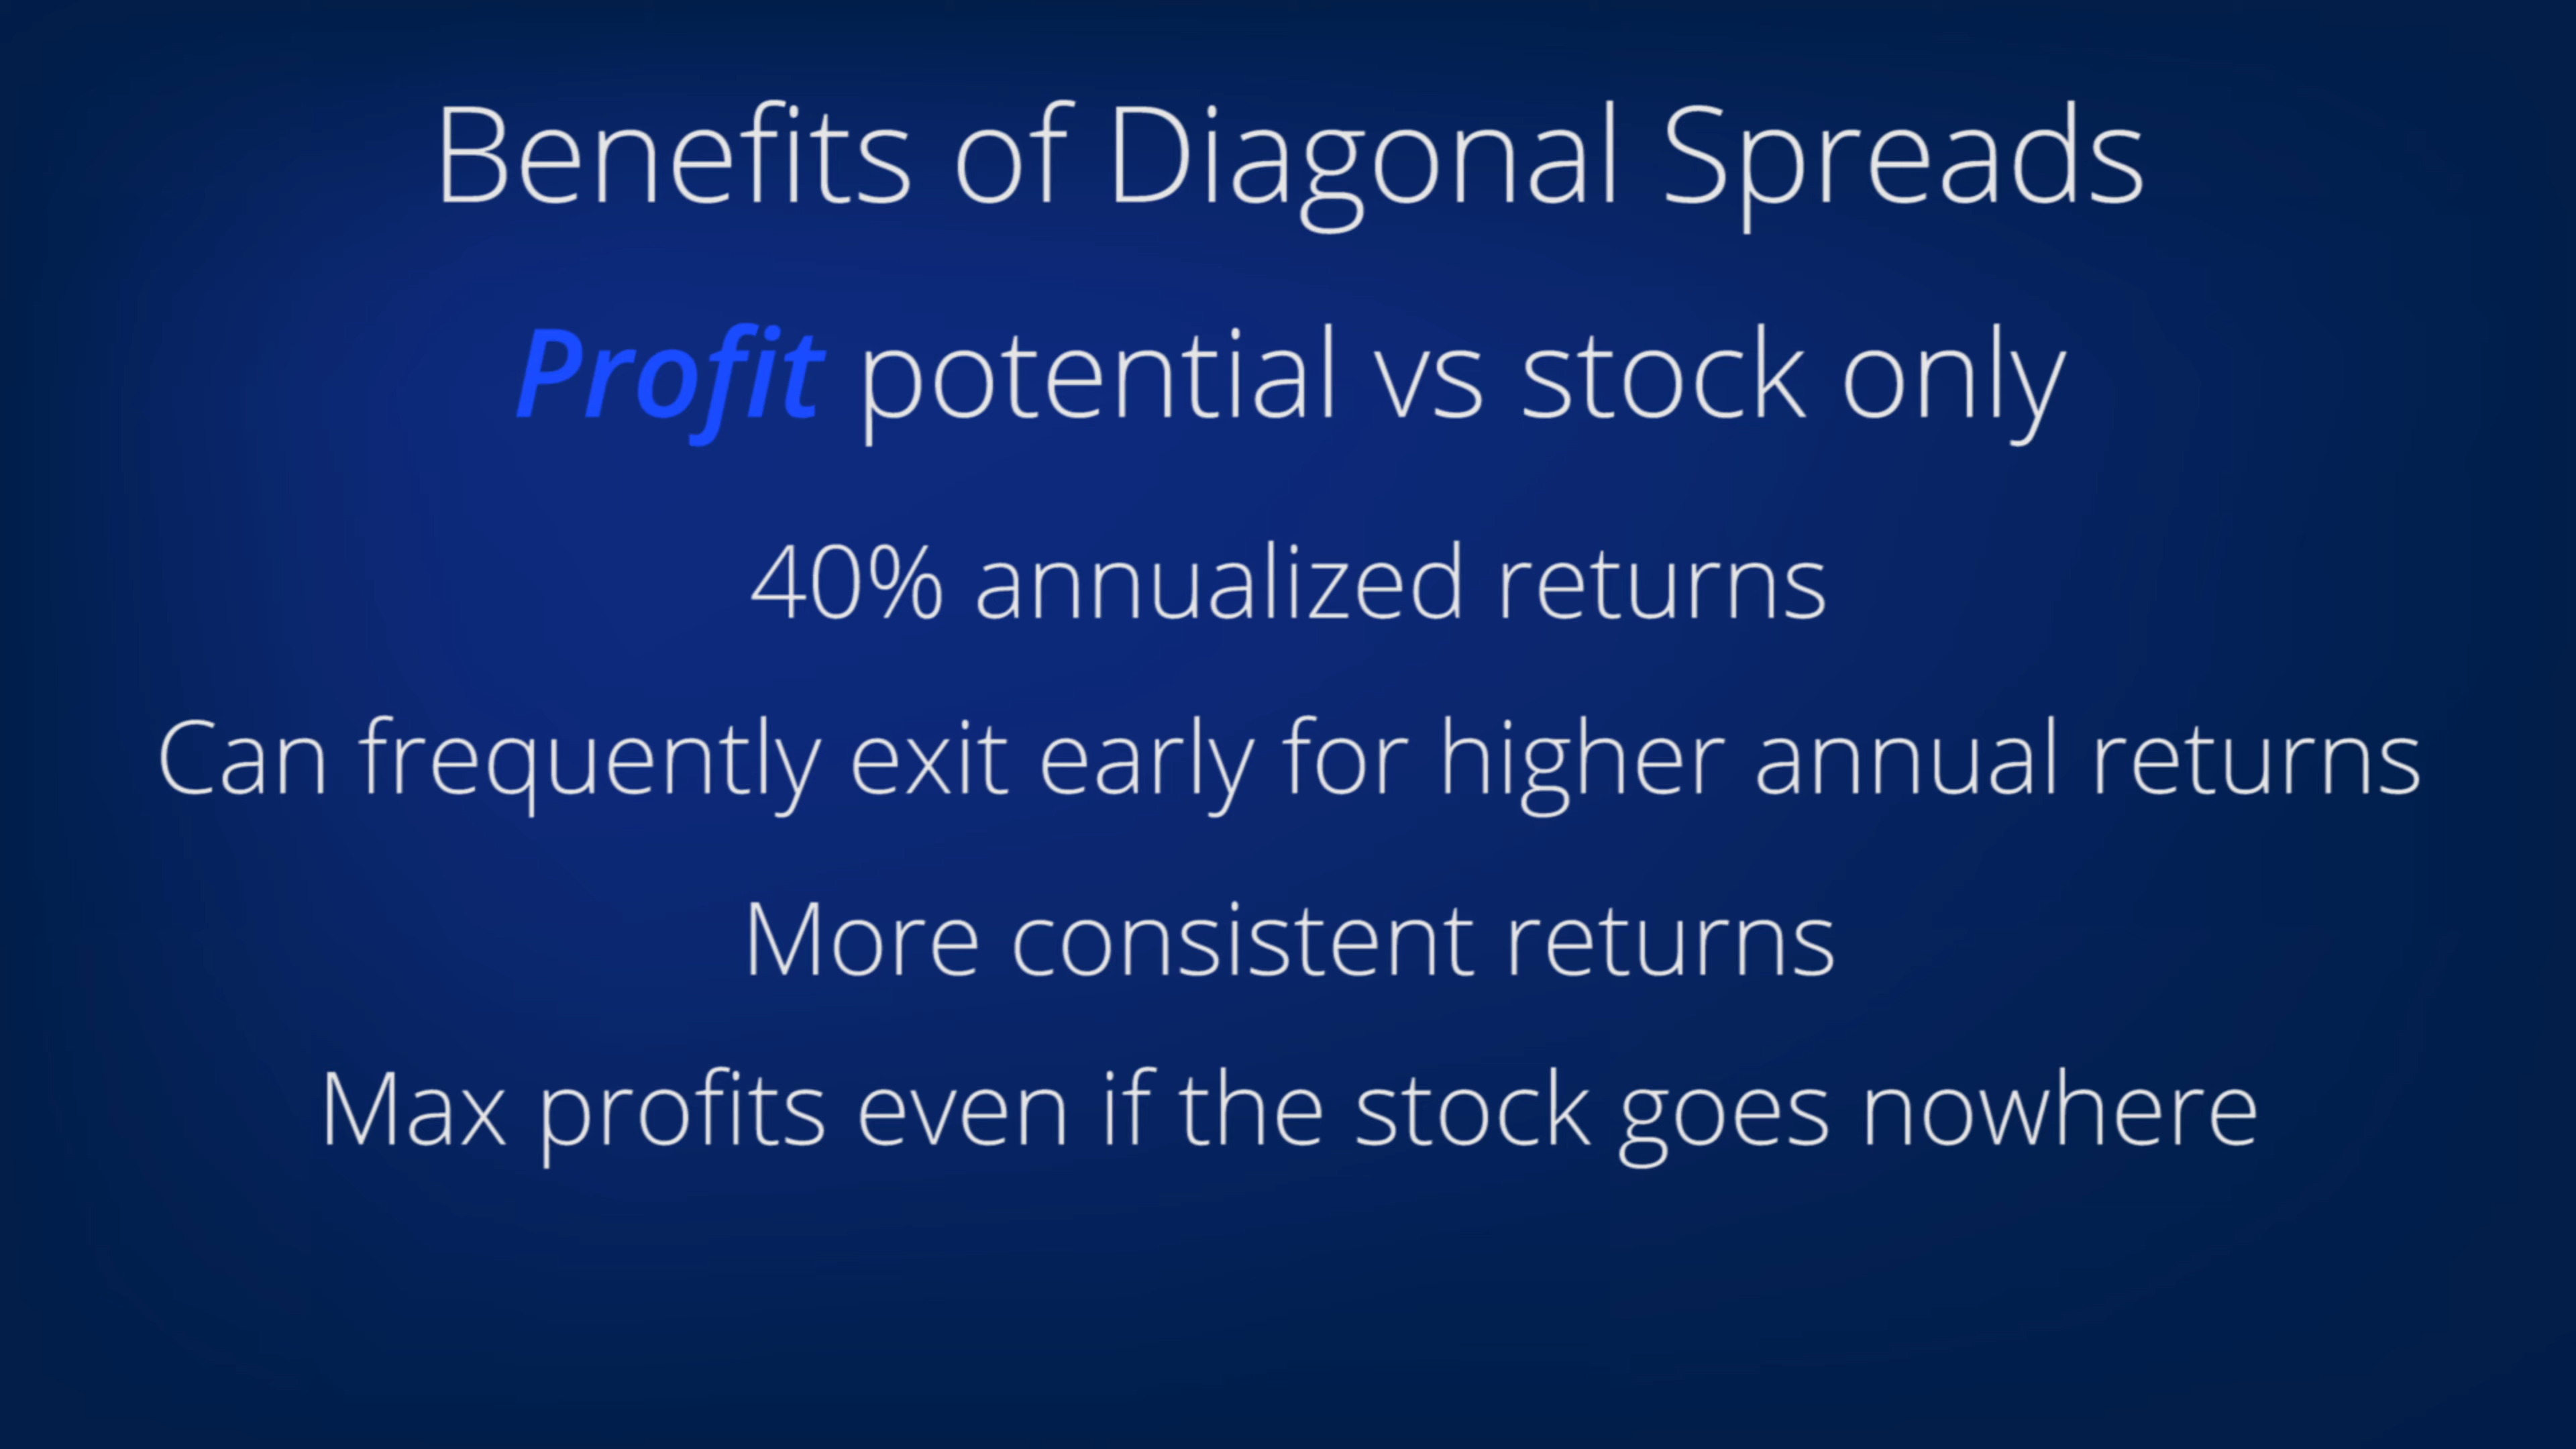 Benefits of Diagonal Spreads
Profit potential vs stock only
40% annualized returns
Can frequently exit early for higher annual returns
More consistent returns
Max profits even if the stock goes nowhere